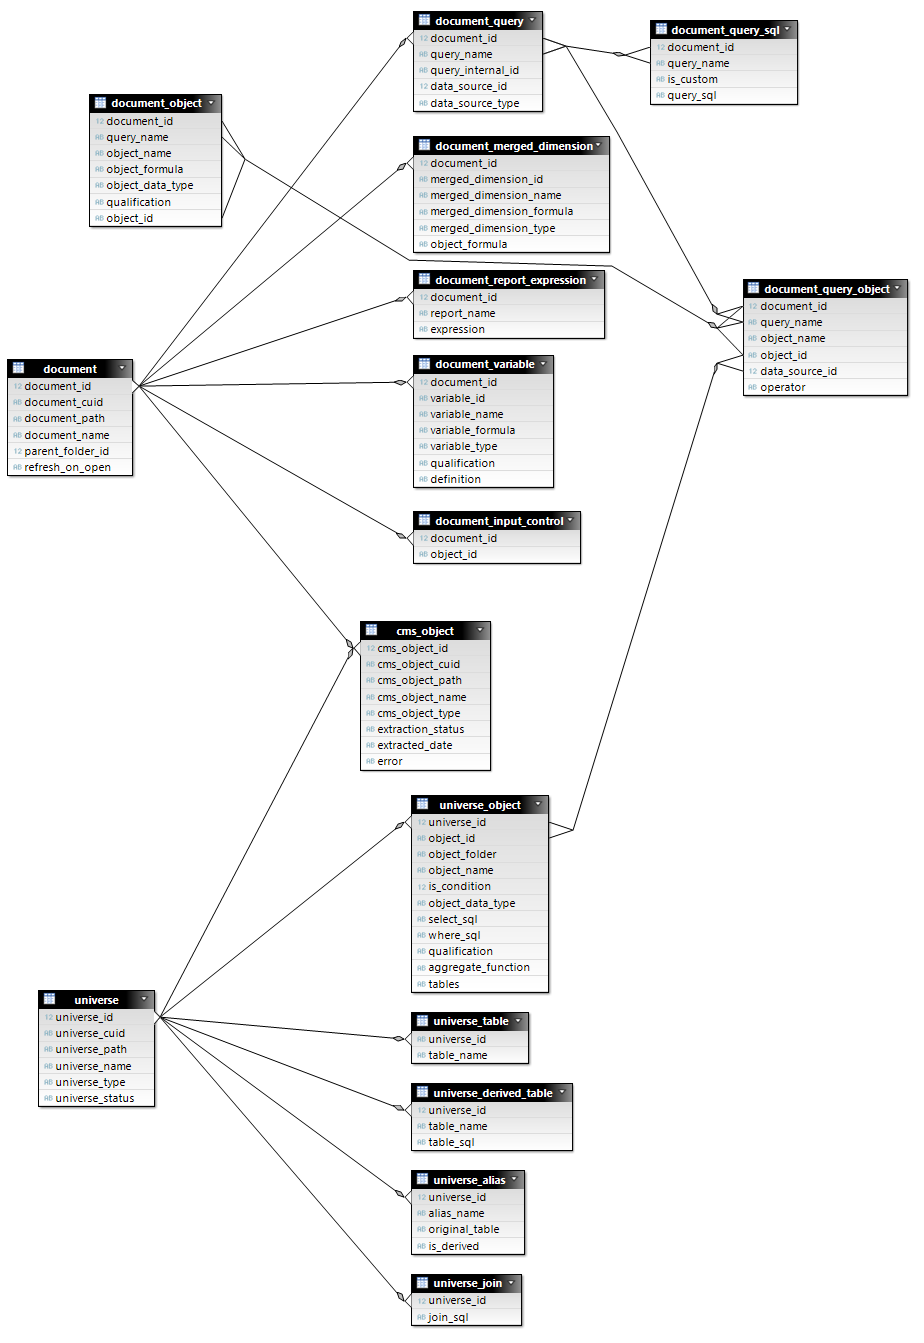 document_query
12 document_id
AB query_name
AB query_internal_id
12 data_source_id
AB data_source_type
document_query_sql
12 document_id
AB query_name
AB is_custom
AB query_sql
document_object
12 document_id
AB query_name
AB object_name
AB object_formula
AB object_data_type
AB qualification
AB object_id
document_merged_dimension
12 document_id
AB merged_dimension_id
AB merged_dimension_name
AB merged_dimension_formula
AB merged_dimension_type
AB object_formula
document_report_expression
12 document_id
AB report_name
AB expression
document_query_object
12 document_id
AB query_name
AB object_name
AB object_id
12 data_source_id
AB operator
document
12 document_id
AB document_cuid
AB document_path
AB document_name
12 parent_folder_id
AB refresh_on_open
document_variable
12 document_id
AB variable_id
AB variable_name
AB variable_formula
AB variable_type
AB qualification
AB definition
document_input_control
12 document_id
AB object_id
cms_object
12 cms_object_id
AB cms_object_cuid
AB cms_object_path
AB cms_object_name
AB cms_object_type
AB extraction_status
AB extracted_date
AB error
universe_object
12 universe_id
AB object_id
AB object_folder
AB object_name
12 is_condition
AB object_data_type
AB select_sql
AB where_sql
AB qualification
AB aggregate_function
AB tables
universe
12 universe_id
AB universe_cuid
AB universe_path
AB universe_name
AB universe_type
AB universe_status
universe_table
12 universe_id
AB table_name
universe_derived_table
12 universe_id
AB table_name
AB table_sql
universe_alias
12 universe_id
AB alias_name
AB original_table
AB is_derived
universe_join
12 universe_id
AB join_sql